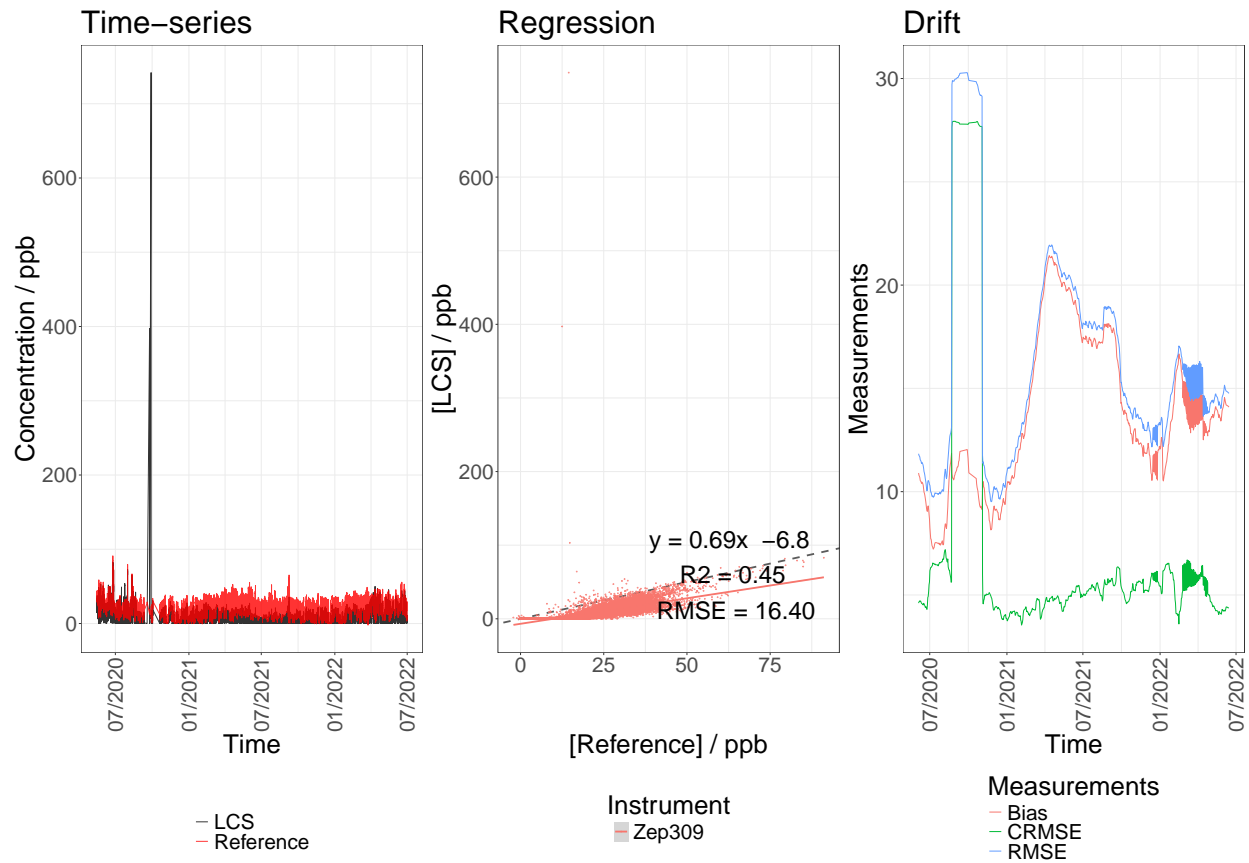 Time−series
Concentration / ppb
600
400
200
0
07/2020
01/2021
07/2021
01/2022
07/2022
Time
LCS
Reference
Regression
[LCS] / ppb
600
400
200
0
y = 0.69x −6.8
R2 = 0.45
RMSE = 16.40
0
25
50
75
[Reference] / ppb
Instrument
Zep309
Drift
Measurements
30
20
10
07/2020
01/2021
07/2021
01/2022
07/2022
Time
Measurements
Bias
CRMSE
RMSE